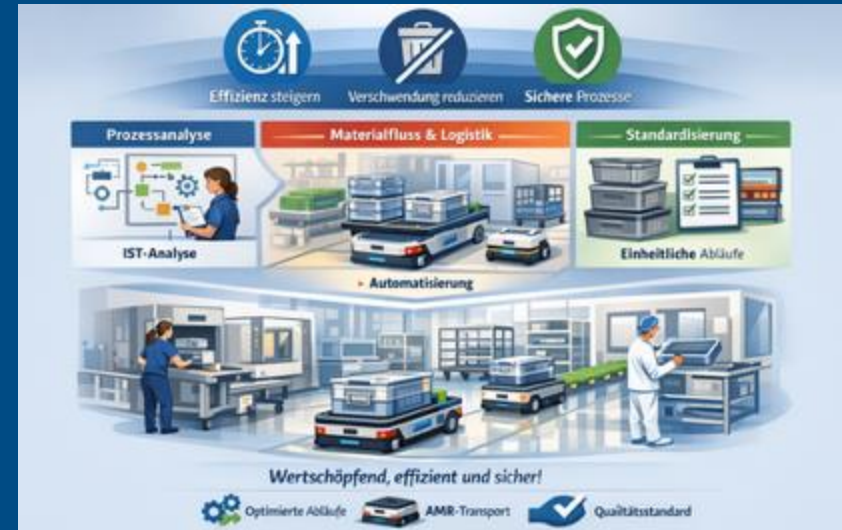 Effizienz steigern
Verschwendung reduzieren
Sichere Prozesse
Prozessanalyse
Materialfluss & Logistik
Standardisierung
IST-Analyse
Einheitliche Abläufe
▸ Automatisierung
Wertschöpfend, effizient und sicher!
Optimierte Abläufe
AMR-Transport
Qualitätsstandard